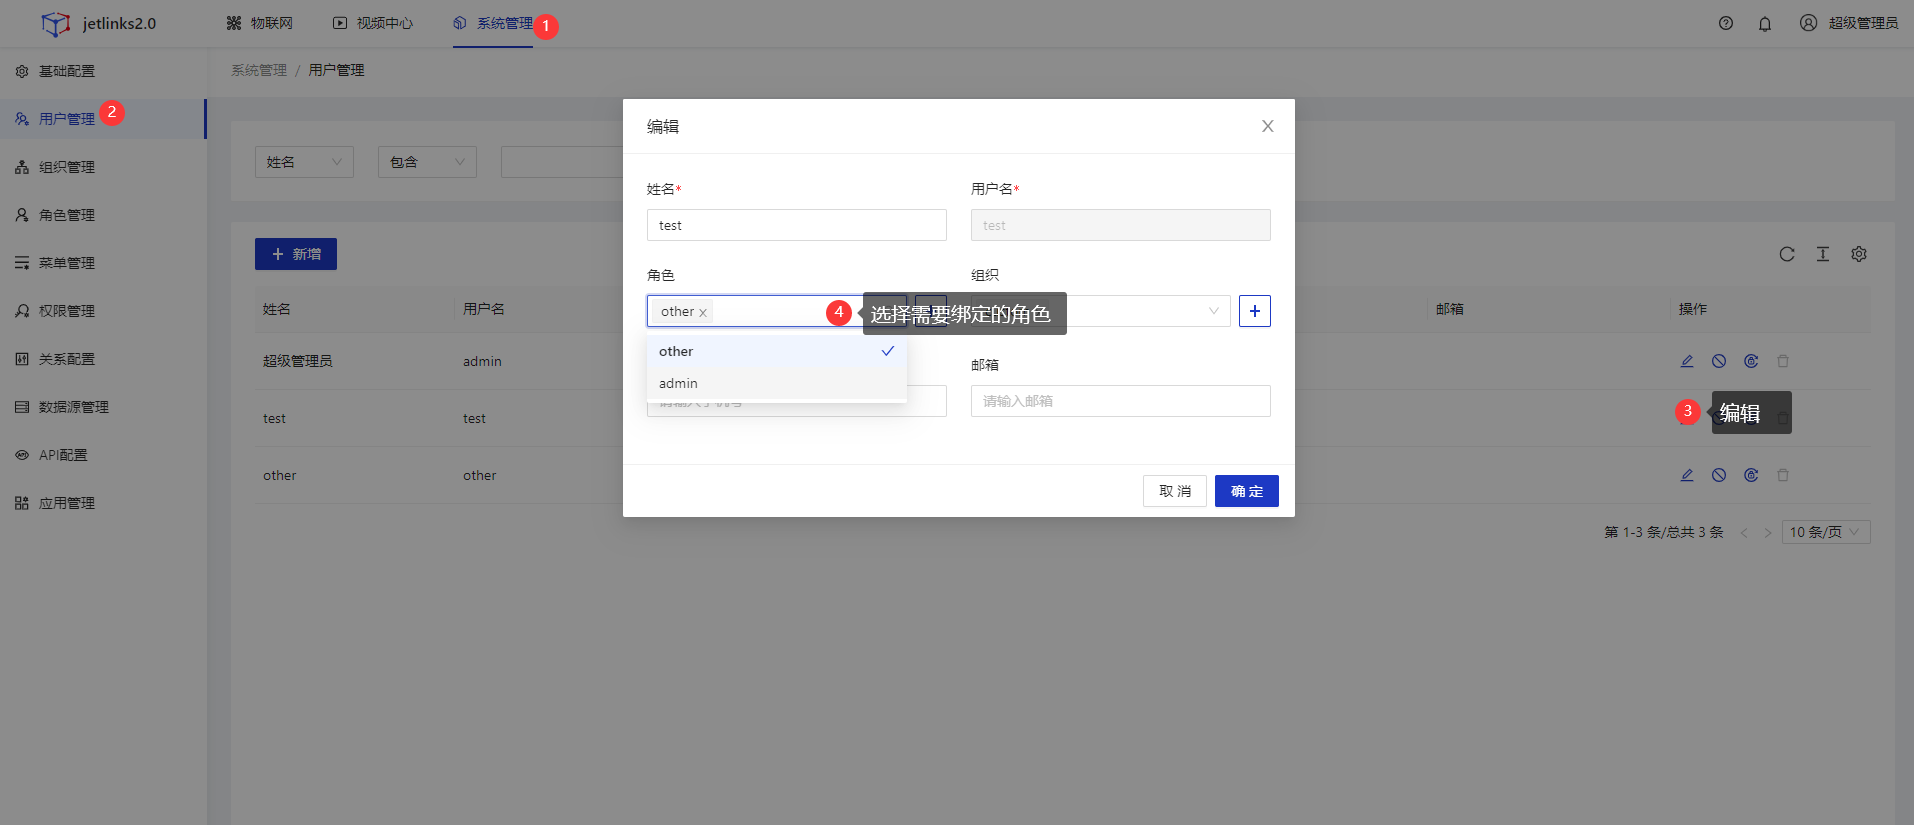 jetlinks2.0
物联网
视频中心
系统管理
1
超级管理员
基础配置
用户管理
2
组织管理
角色管理
菜单管理
权限管理
关系配置
数据源管理
API配置
应用管理
系统管理 / 用户管理
姓名
包含
新增
姓名
用户名
邮箱
操作
超级管理员
admin
test
test
3
编辑
other
other
第 1-3 条/总共 3 条
10 条/页
编辑
姓名*
用户名*
test
test
角色
组织
other
4
选择需要绑定的角色
other
admin
邮箱
请输入手机号
请输入邮箱
取 消
确 定